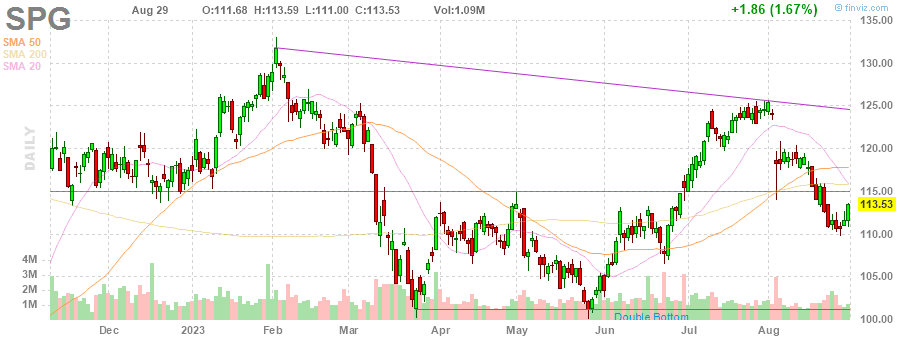 SPG Aug 29 O:111.68 H:113.59 L:111.00 C:113.53 Vol:1.09M +1.86 (1.67%) © finviz.com
SMA 50
SMA 200
SMA 20
DAILY
135.00
130.00
125.00
120.00
115.00
113.53
110.00
105.00
100.00
4M
3M
2M
1M
Double Bottom
Dec 2023 Feb Mar Apr May Jun Jul Aug